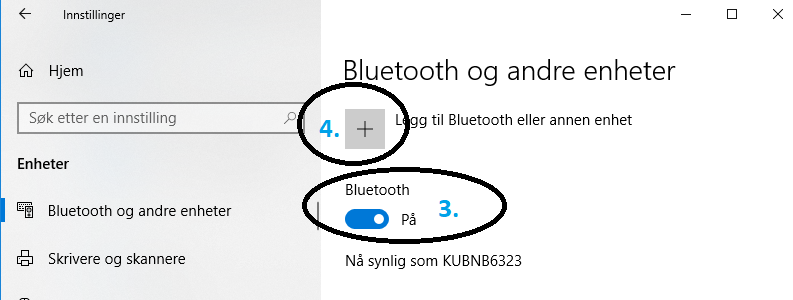 Innstillinger
Hjem
Søk etter en innstilling
Enheter
Bluetooth og andre enheter
Skrivere og skannere
Bluetooth og andre enheter
4.
Legg til Bluetooth eller annen enhet
Bluetooth
På
3.
Nå synlig som KUBNB6323